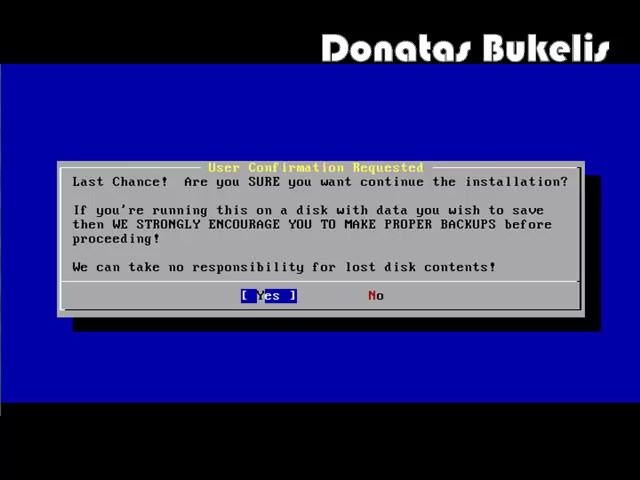 Donatas Bukelis
User Confirmation Requested
Last Chance!  Are you SURE you want continue the installation?
If you're running this on a disk with data you wish to save
then WE STRONGLY ENCOURAGE YOU TO MAKE PROPER BACKUPS before
proceeding!
We can take no responsibility for lost disk contents!
[ Yes ] No